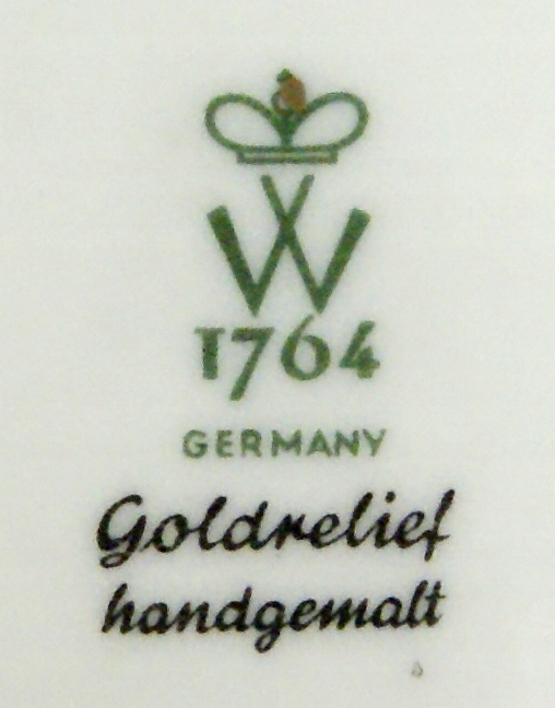 W
1764
GERMANY
Goldrelief
handgemalt